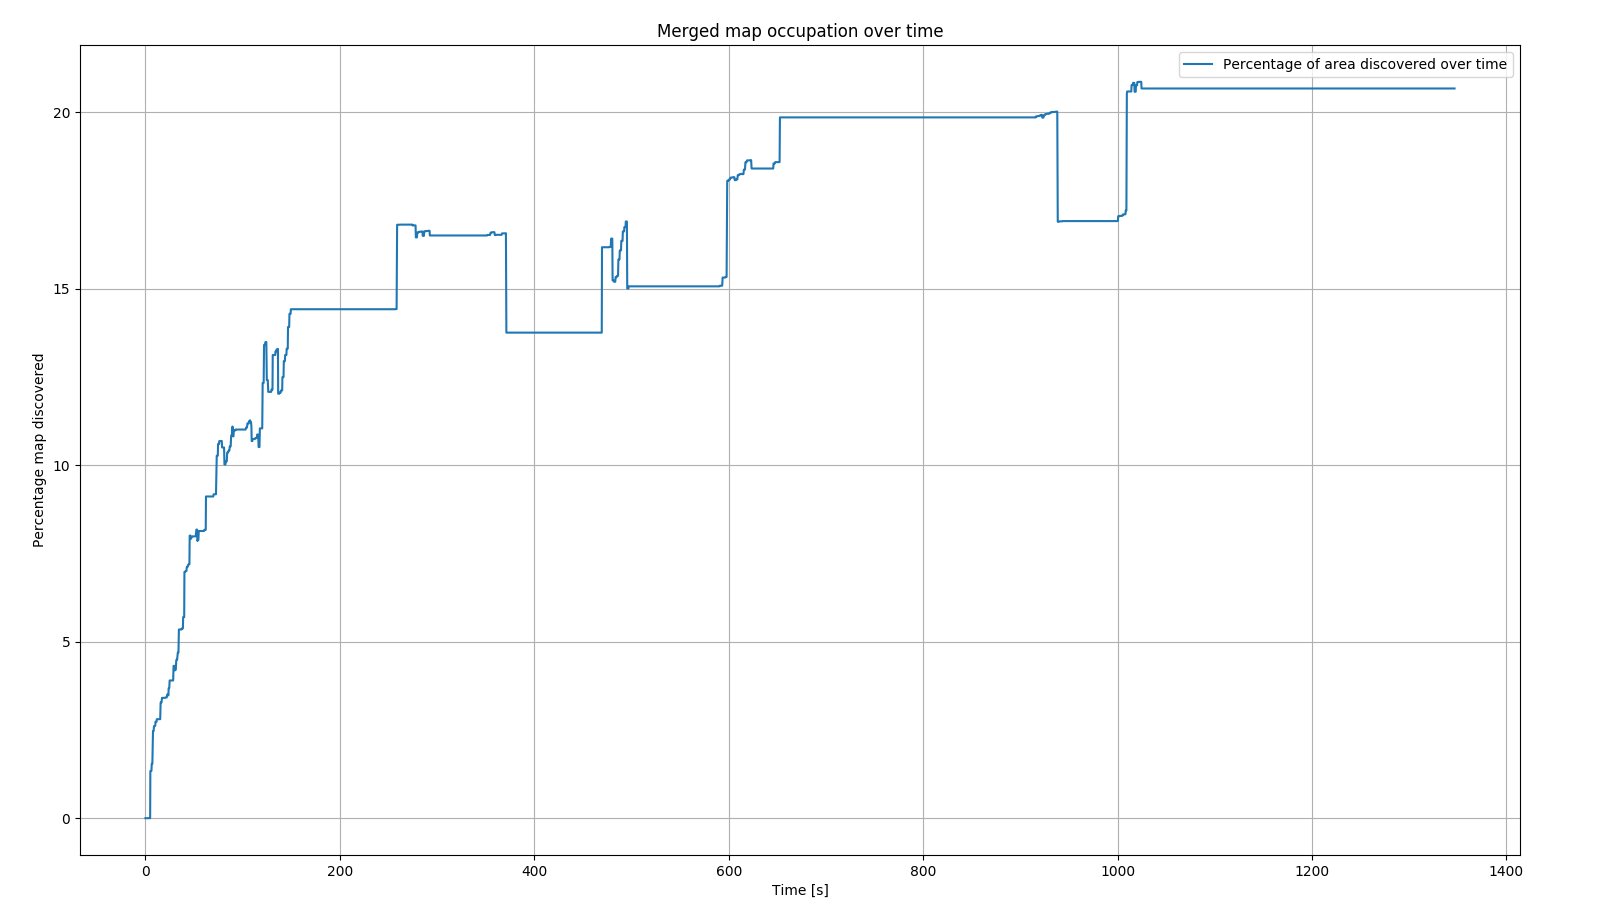 Merged map occupation over time
Percentage of area discovered over time
Percentage map discovered
20
15
10
5
0
0 200 400 600 800 1000 1200 1400
Time [s]